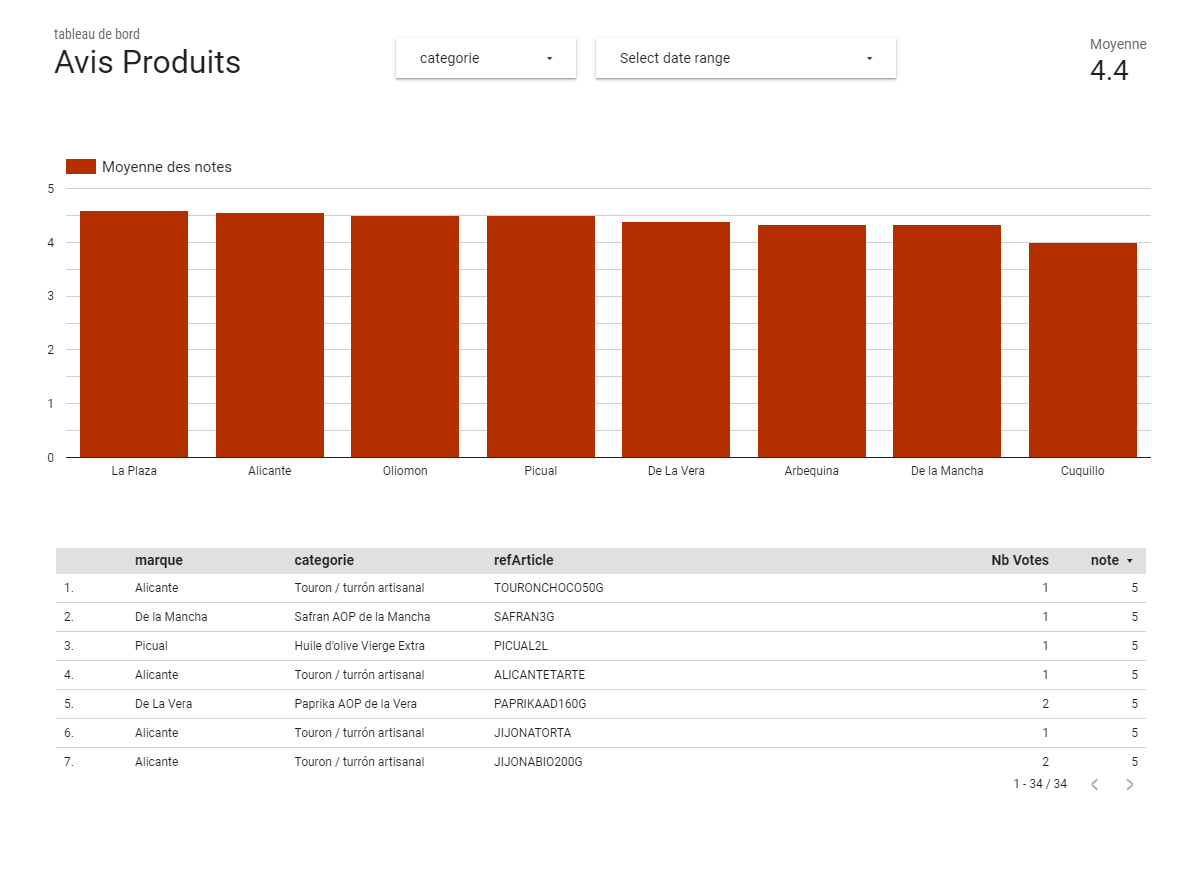 tableau de bord
Avis Produits
categorie
Select date range
Moyenne
4.4
Moyenne des notes
5
4
3
2
1
0
La Plaza Alicante Oliomon Picual De La Vera Arbequina De la Mancha Cuquillo
marque categorie refArticle Nb Votes note
1. Alicante Touron / turrón artisanal TOURONCHOCO50G 1 5
2. De la Mancha Safran AOP de la Mancha SAFRAN3G 1 5
3. Picual Huile d'olive Vierge Extra PICUAL2L 1 5
4. Alicante Touron / turrón artisanal ALICANTETARTE 1 5
5. De La Vera Paprika AOP de la Vera PAPRIKAAD160G 2 5
6. Alicante Touron / turrón artisanal JIJONATORTA 1 5
7. Alicante Touron / turrón artisanal JIJONABIO200G 2 5
1 - 34 / 34